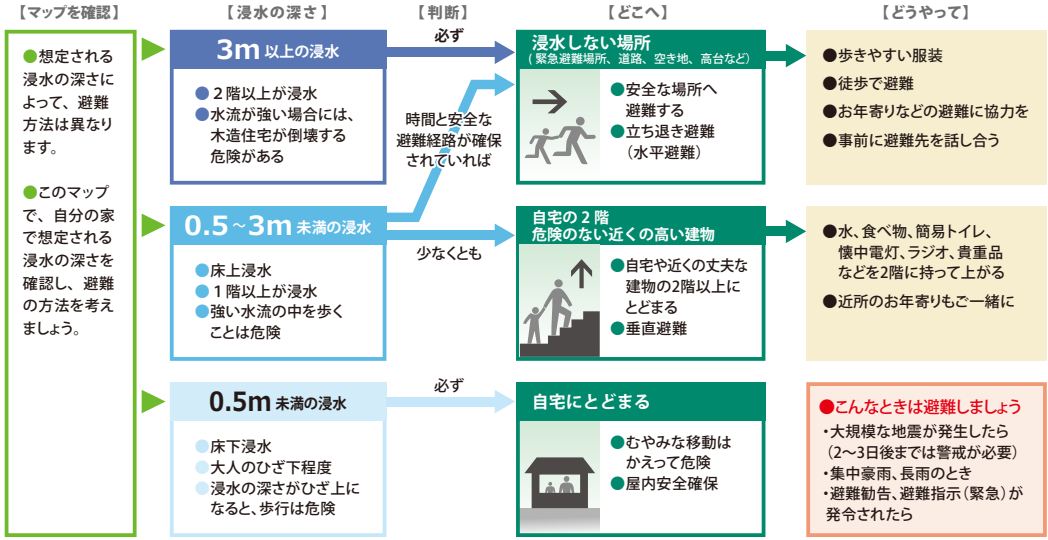 【マップを確認】
【浸水の深さ】
【判断】
【どこへ】
【どうやって】
●想定される
浸水の深さに
よって、避難
方法は異なり
ます。
●このマップ
で、自分の家
で想定される
浸水の深さを
確認し、避難
の方法を考え
ましょう。
3m以上の浸水
●2階以上が浸水
●水流が強い場合には、
木造住宅が倒壊する
危険がある
必ず
時間と安全な
避難経路が確保
されていれば
浸水しない場所
(緊急避難場所、道路、空き地、高台など)
●安全な場所へ
避難する
●立ち退き避難
(水平避難)
●歩きやすい服装
●徒歩で避難
●お年寄りなどの避難に協力を
●事前に避難先を話し合う
0.5～3m未満の浸水
●床上浸水
●1階以上が浸水
●強い水流の中を歩く
ことは危険
少なくとも
自宅の2階
危険のない近くの高い建物
●自宅や近くの丈夫な
建物の2階以上に
とどまる
●垂直避難
●水、食べ物、簡易トイレ、
懐中電灯、ラジオ、貴重品
などを2階に持って上がる
●近所のお年寄りもご一緒に
0.5m未満の浸水
●床下浸水
●大人のひざ下程度
●浸水の深さがひざ上に
なると、歩行は危険
必ず
自宅にとどまる
●むやみな移動は
かえって危険
●屋内安全確保
●こんなときは避難しましょう
・大規模な地震が発生したら
(2～3日後までは警戒が必要)
・集中豪雨、長雨のとき
・避難勧告、避難指示(緊急)が
発令されたら